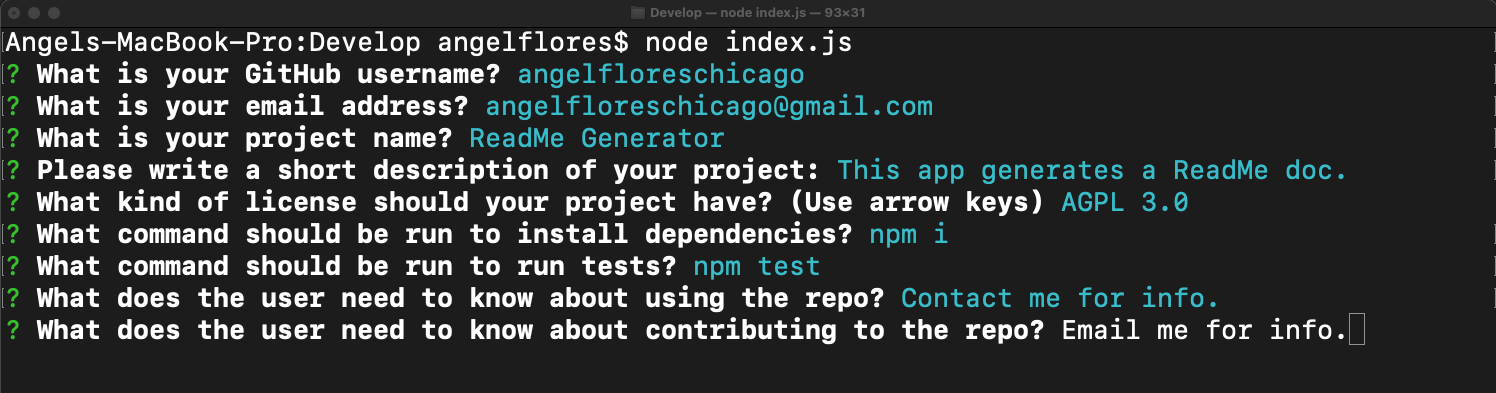 Develop — node index.js — 93×31
Angels-MacBook-Pro:Develop angelflores$ node index.js
? What is your GitHub username? angelfloreschicago
? What is your email address? angelfloreschicago@gmail.com
? What is your project name? ReadMe Generator
? Please write a short description of your project: This app generates a ReadMe doc.
? What kind of license should your project have? (Use arrow keys) AGPL 3.0
? What command should be run to install dependencies? npm i
? What command should be run to run tests? npm test
? What does the user need to know about using the repo? Contact me for info.
? What does the user need to know about contributing to the repo? Email me for info.